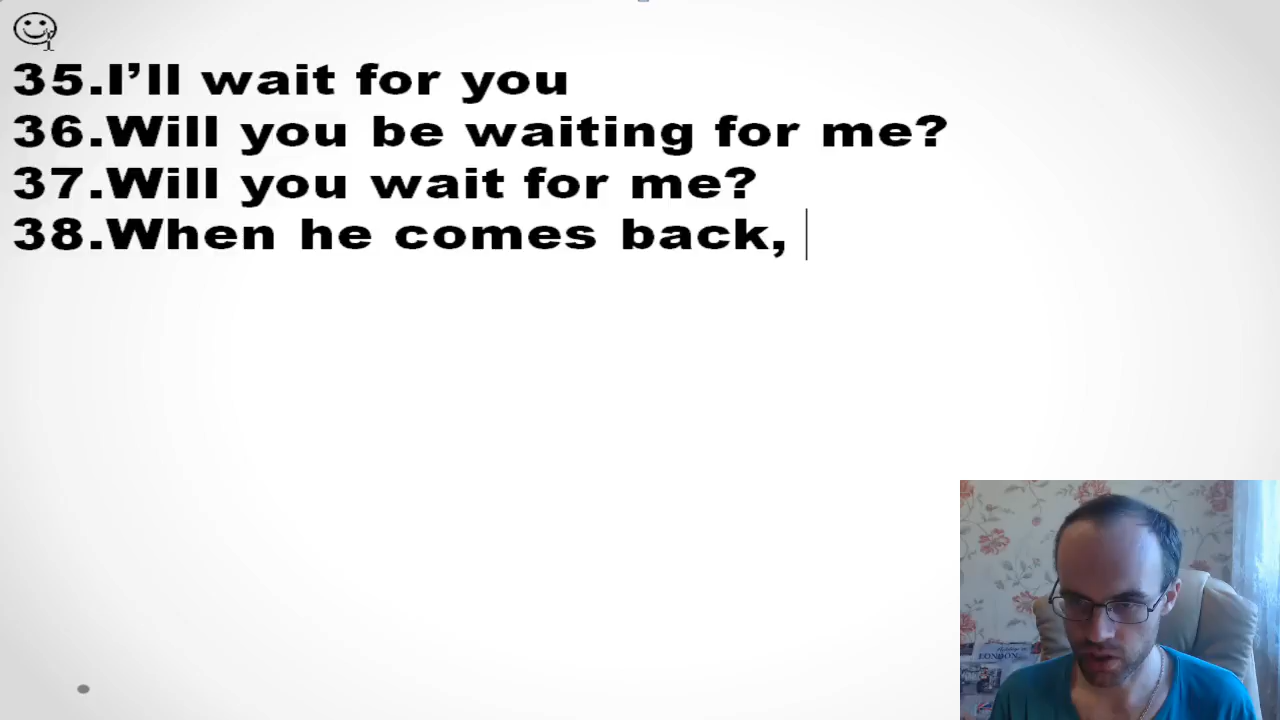 35.I’ll wait for you
36.Will you be waiting for me?
37.Will you wait for me?
38.When he comes back,
LONDON